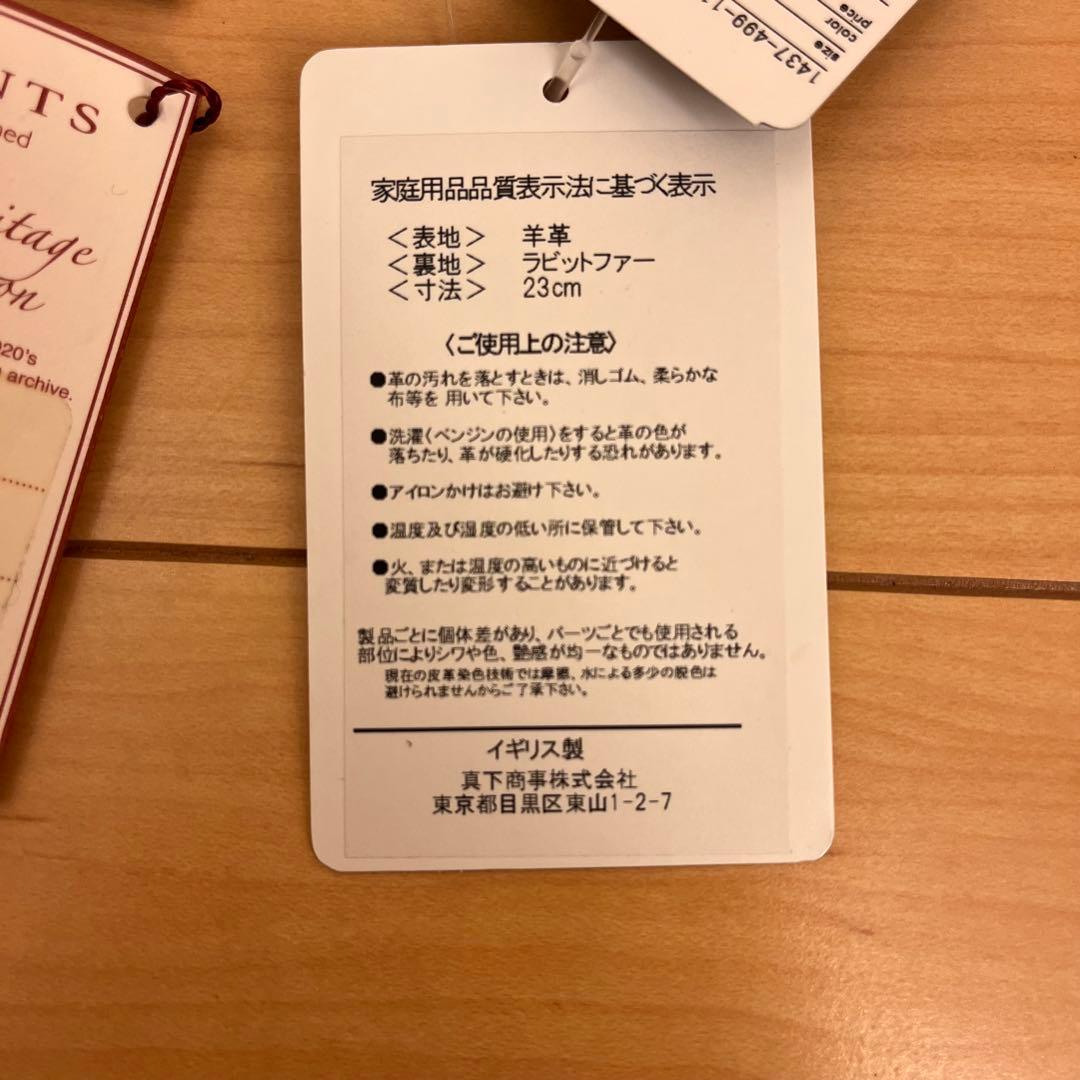 NTS
itage
on
920's
archive.
1437-499-1
size
color
price
家庭用品品質表示法に基づく表示
＜表地＞ 羊革
＜裏地＞ ラビットファー
＜寸法＞ 23cm
〈ご使用上の注意〉
●革の汚れを落とすときは、消しゴム、柔らかな
布等を 用いて下さい。
●洗濯〈ベンジンの使用〉をすると革の色が
落ちたり、革が硬化したりする恐れがあります。
●アイロンかけはお避け下さい。
●温度及び湿度の低い所に保管して下さい。
●火、または温度の高いものに近づけると
変質したり変形することがあります。
製品ごとに個体差があり、パーツごとでも使用される
部位によりシワや色、艶感が均一なものではありません。
現在の皮革染色技術では摩擦、水による多少の脱色は
避けられませんからご了承下さい。
イギリス製
真下商事株式会社
東京都目黒区東山1-2-7